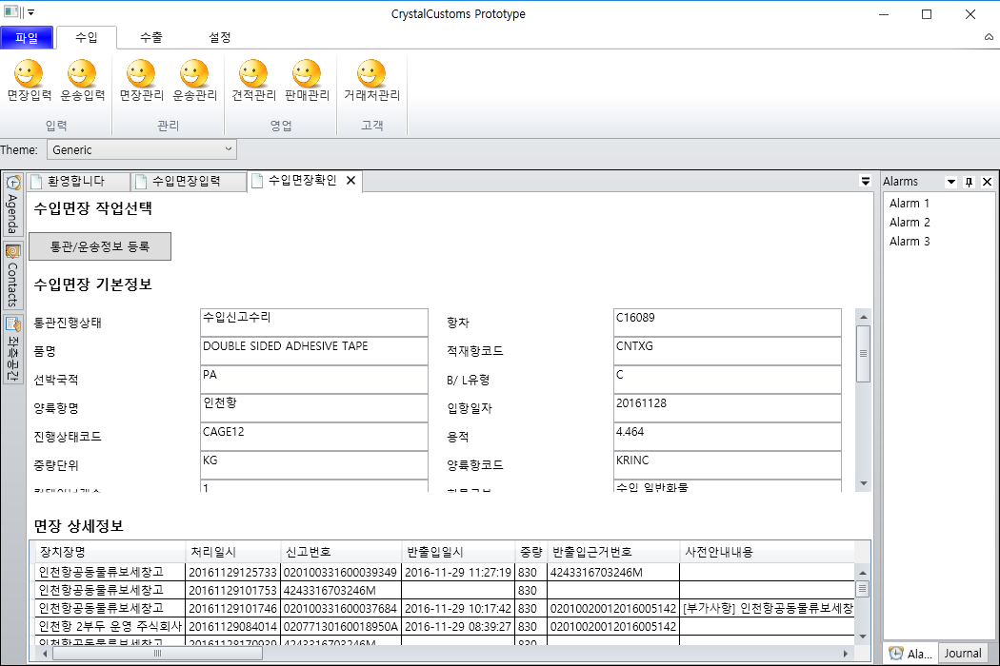 CrystalCustoms Prototype
파일 수입 수출 설정
면장입력 운송입력 면장관리 운송관리 견적관리 판매관리 거래처관리
입력 관리 영업 고객
Theme: Generic
환영합니다 수입면장입력 수입면장확인
Agenda
Contacts
좌측공간
수입면장 작업선택
통관/운송정보 등록
수입면장 기본정보
통관진행상태 수입신고수리 항차 C16089
품명 DOUBLE SIDED ADHESIVE TAPE 적재항코드 CNTXG
선박국적 PA B/ L유형 C
양륙항명 인천항 입항일자 20161128
진행상태코드 CAGE12 용적 4.464
중량단위 KG 양륙항코드 KRINC
1 수입 일반화물
면장 상세정보
장치장명 처리일시 신고번호 반출입일시 중량 반출입근거번호 사전안내내용
인천항공동물류보세창고 20161129125733 020100331600039349 2016-11-29 11:27:19 830 4243316703246M
인천항공동물류보세창고 20161129101753 4243316703246M 830
인천항공동물류보세창고 20161129101746 020100331600037684 2016-11-29 10:17:42 830 02010020012016005142 [부가사항] 인천항공동물류보세창
인천항 2부두 운영 주식회사 20161129084014 02077130160018950A 2016-11-29 08:39:27 830 02010020012016005142
인천항공동물류보세창고 20161128170939 4243316703246M 830
Alarms
Alarm 1
Alarm 2
Alarm 3
Ala... Journal